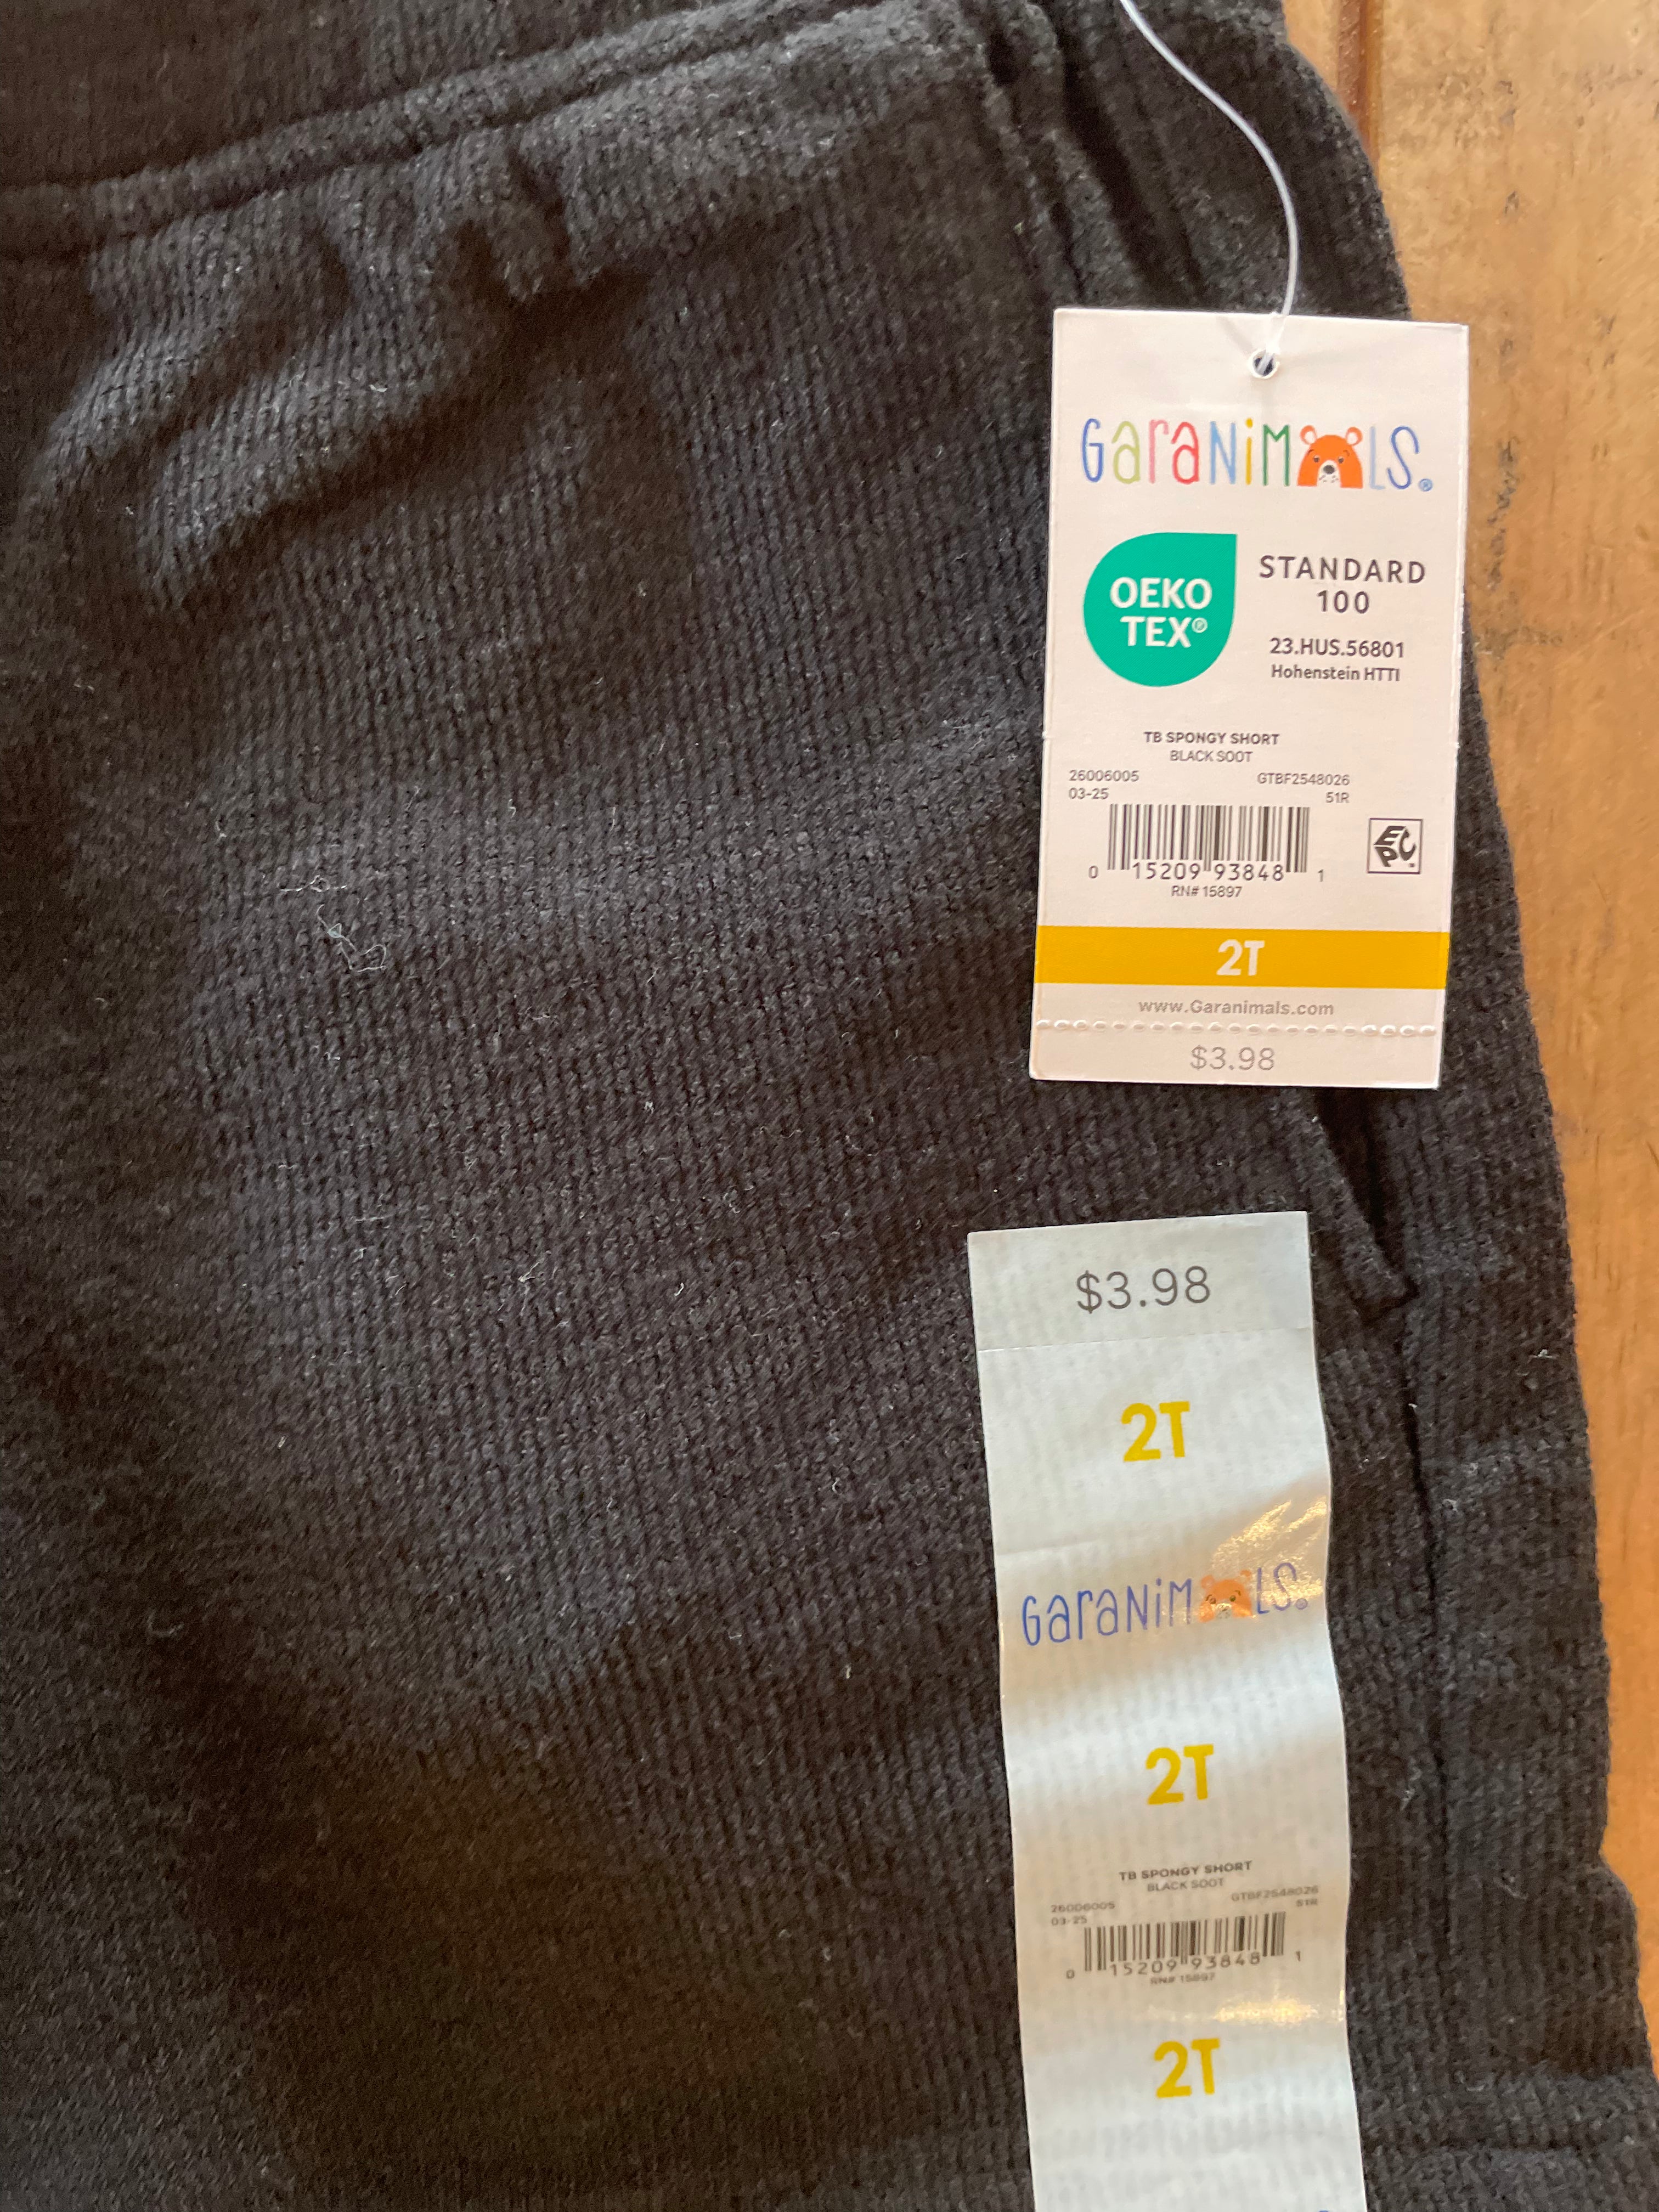 GaraNiMALS®
OEKO
TEX®
STANDARD
100
23.HUS.56801
Hohenstein HTTI
TB SPONGY SHORT
BLACK SOOT
26006005 GTBF2548026
03-25 51R
0 15209 93848 1
EPC
RN# 15897
2T
www.Garanimals.com
$3.98
$3.98
2T
GaraNiMALS®
2T
TB SPONGY SHORT
BLACK SOOT
26006005 GTBF2548026
03-25 51R
0 15209 93848 1
RN# 15897
2T